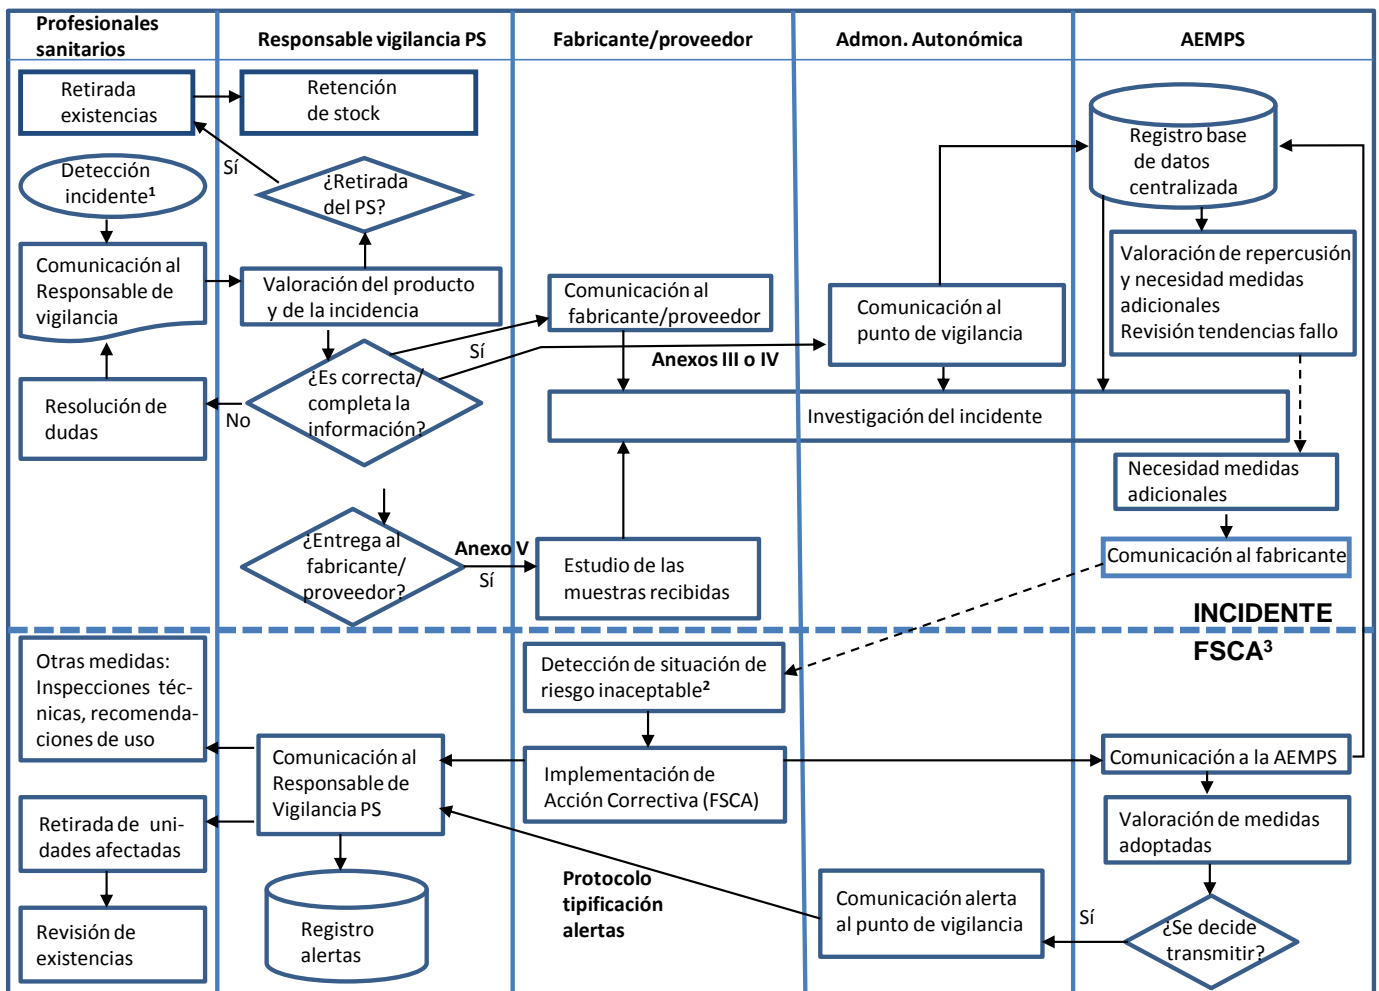 Profesionales
sanitarios
Responsable vigilancia PS
Fabricante/proveedor
Admon. Autonómica
AEMPS
Retirada
existencias
Retención
de stock
Sí
Detección
incidente1
¿Retirada
del PS?
Registro base
de datos
centralizada
Comunicación al
Responsable de
vigilancia
Valoración del producto
y de la incidencia
Comunicación al
fabricante/proveedor
Comunicación al
punto de vigilancia
Valoración de repercusión
y necesidad medidas
adicionales
Revisión tendencias fallo
Sí
Anexos III o IV
¿Es correcta/
completa la
información?
No
Resolución de
dudas
Investigación del incidente
Necesidad medidas
adicionales
¿Entrega al
fabricante/
proveedor?
Anexo V
Sí
Estudio de las
muestras recibidas
Comunicación al fabricante
INCIDENTE
FSCA3
Otras medidas:
Inspecciones téc-
nicas, recomenda-
ciones de uso
Detección de situación de
riesgo inaceptable2
Comunicación al
Responsable de
Vigilancia PS
Implementación de
Acción Correctiva (FSCA)
Comunicación a la AEMPS
Retirada de uni-
dades afectadas
Valoración de medidas
adoptadas
Protocolo
tipificación
alertas
Comunicación alerta
al punto de vigilancia
Sí
¿Se decide
transmitir?
Revisión de
existencias
Registro
alertas